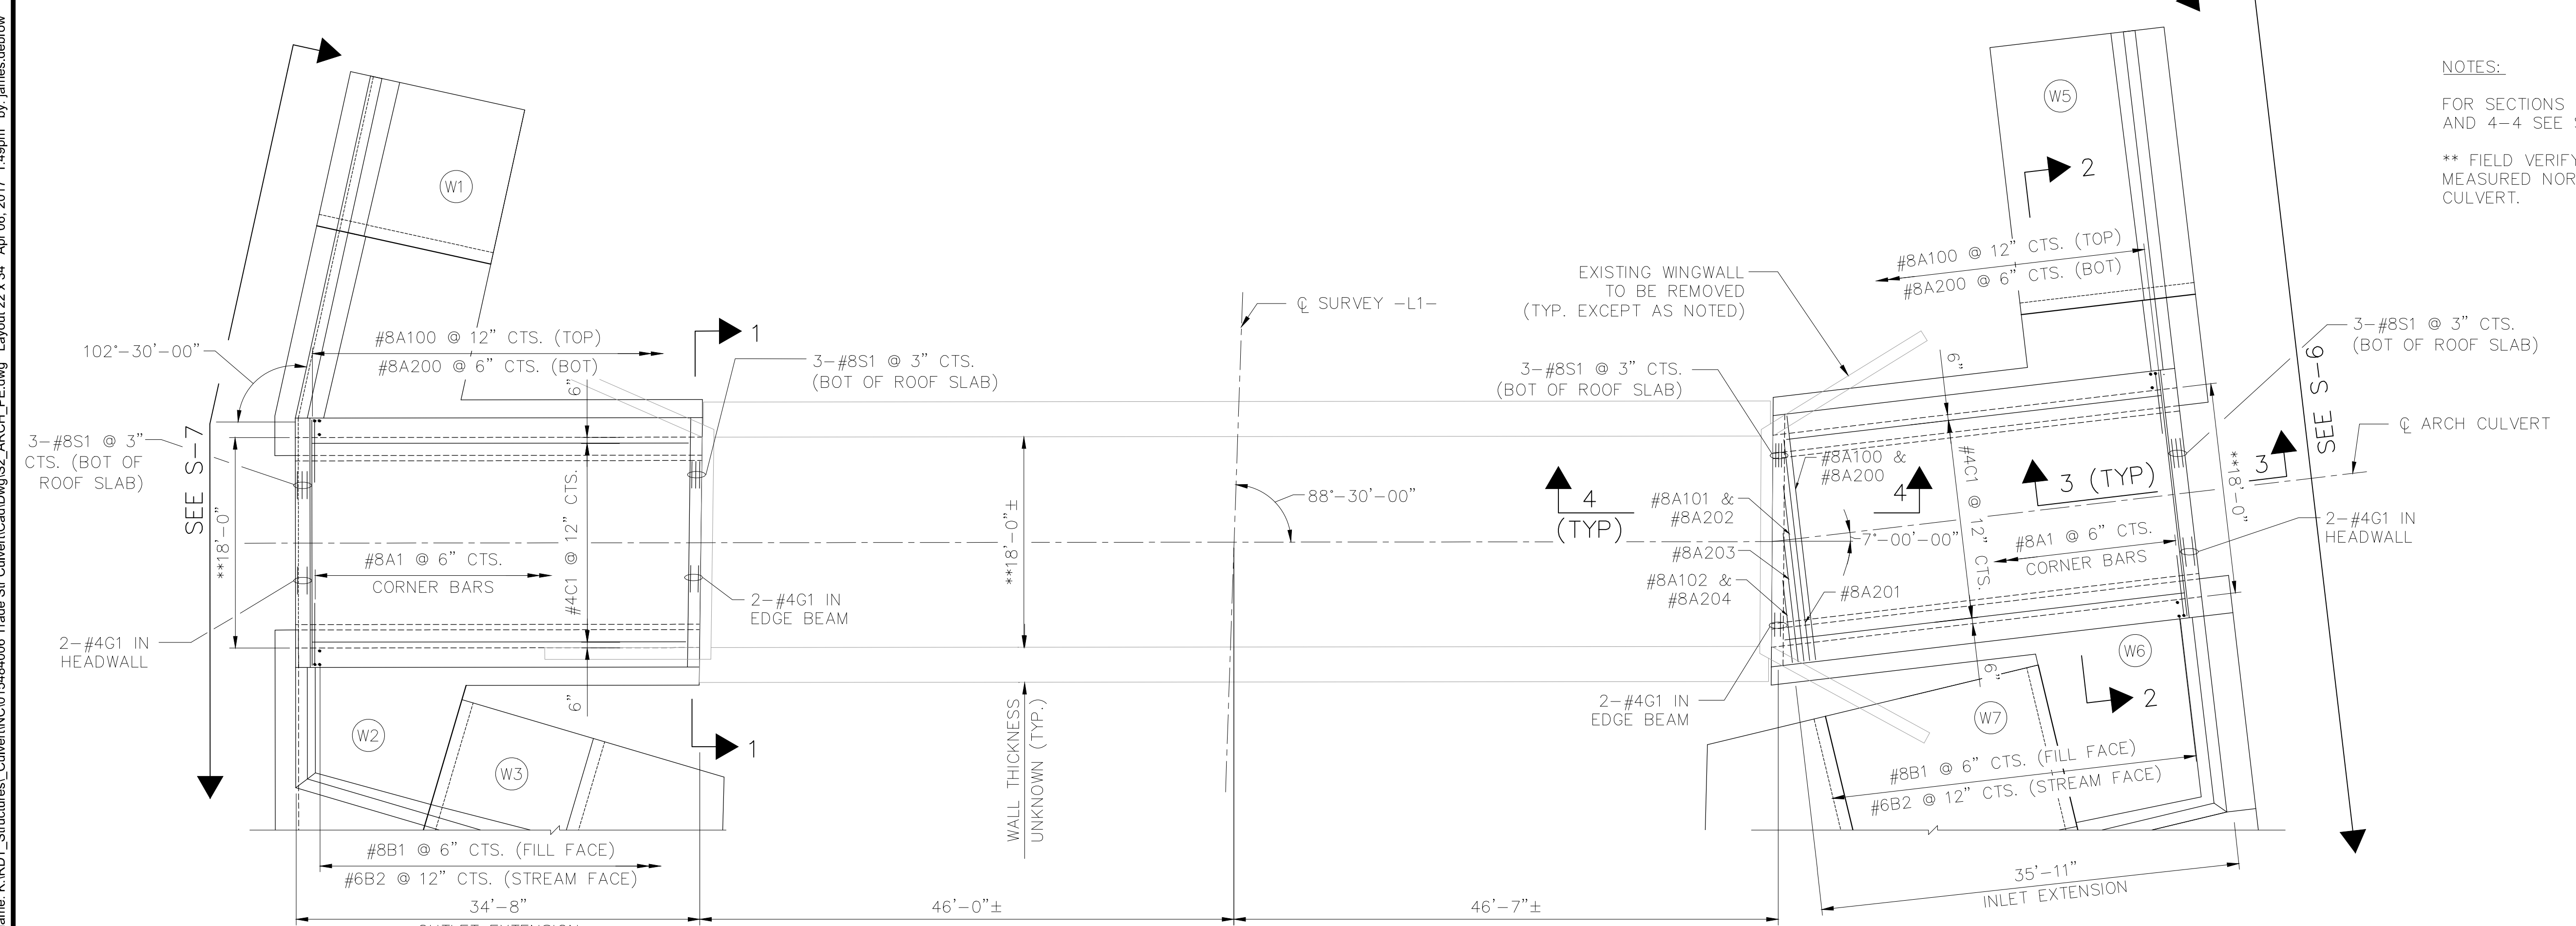 W1
102°-30'-00"
#8A100 @ 12" CTS. (TOP)
#8A200 @ 6" CTS. (BOT)
6"
1
3-#8S1 @ 3" CTS.
(BOT OF ROOF SLAB)
3-#8S1 @ 3"
CTS. (BOT OF
ROOF SLAB)
SEE S-7
**18'-0"
#4C1 @ 12" CTS.
#8A1 @ 6" CTS.
CORNER BARS
2-#4G1 IN
HEADWALL
2-#4G1 IN
EDGE BEAM
6"
1
W2
W3
#8B1 @ 6" CTS. (FILL FACE)
#6B2 @ 12" CTS. (STREAM FACE)
34'-8"
46'-0"±
46'-7"±
℄ SURVEY -L1-
88°-30'-00"
**18'-0"±
WALL THICKNESS
UNKNOWN (TYP.)
EXISTING WINGWALL
TO BE REMOVED
(TYP. EXCEPT AS NOTED)
3-#8S1 @ 3" CTS.
(BOT OF ROOF SLAB)
4
(TYP)
#8A100 &
#8A200
4
#8A101 &
#8A202
#8A203
#8A102 &
#8A204
#8A201
7°-00'-00"
2-#4G1 IN
EDGE BEAM
W5
2
#8A100 @ 12" CTS. (TOP)
#8A200 @ 6" CTS. (BOT)
6"
#4C1 @ 12" CTS.
6"
3 (TYP)
3
#8A1 @ 6" CTS.
CORNER BARS
**18'-0"
3-#8S1 @ 3" CTS.
(BOT OF ROOF SLAB)
SEE S-6
℄ ARCH CULVERT
2-#4G1 IN
HEADWALL
W6
2
W7
#8B1 @ 6" CTS. (FILL FACE)
#6B2 @ 12" CTS. (STREAM FACE)
35'-11"
INLET EXTENSION
NOTES:
FOR SECTIONS
AND 4-4 SEE
** FIELD VERIFY
MEASURED
CULVERT.